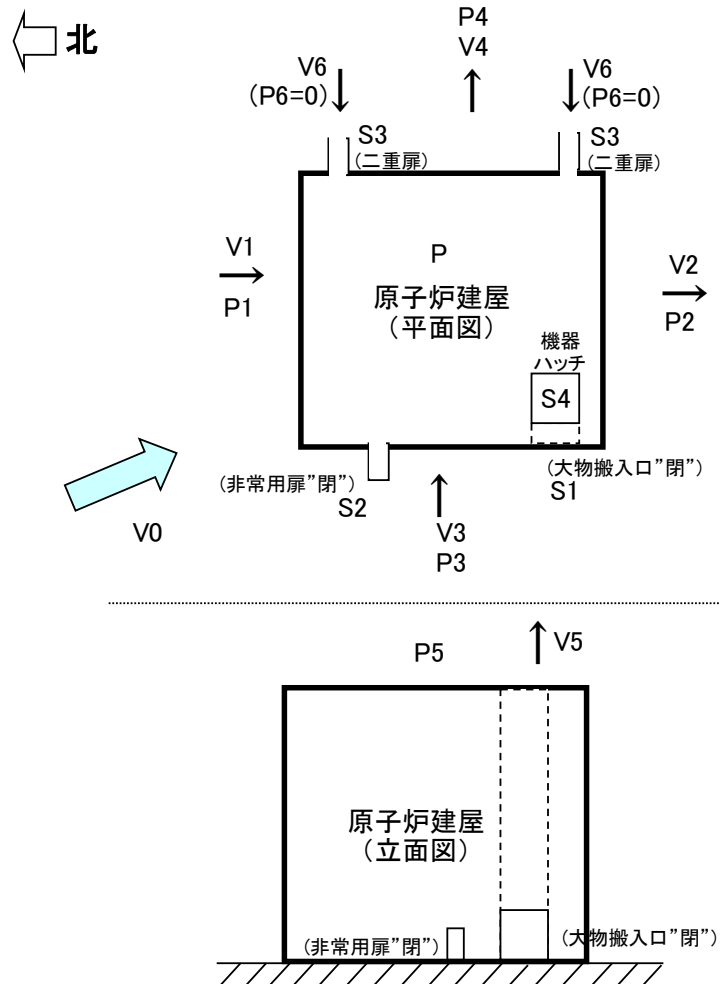 北
P4
V4
V6
(P6=0)
V6
(P6=0)
S3
(二重扉)
S3
(二重扉)
V1
P1
P
原子炉建屋
(平面図)
V2
P2
機器
ハッチ
S4
(非常用扉”閉”)
S2
(大物搬入口”閉”)
S1
V0
V3
P3
P5
V5
原子炉建屋
(立面図)
(非常用扉”閉”)
(大物搬入口”閉”)